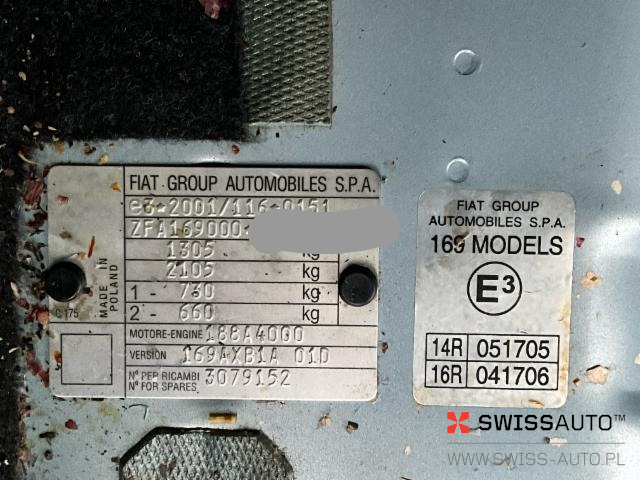 FIAT GROUP AUTOMOBILES S.P.A.
e3*2001/116*0151
ZFA169000
1305 kg
2105 kg
1 - 730 kg
2 - 660 kg
MADE IN
POLAND
C175
MOTORE-ENGINE 188A4000
VERSION 169AXB1A 01D
N° PER RICAMBI
N° FOR SPARES 3079152
FIAT GROUP
AUTOMOBILES S.P.A.
169 MODELS
E3
14R 051705
16R 041706
SWISSAUTO™
WWW.SWISS-AUTO.PL